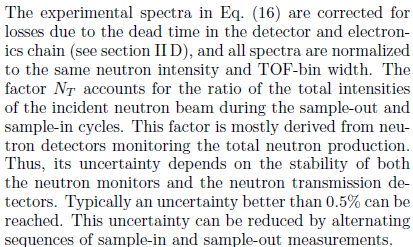 The experimental spectra in Eq. (16) are corrected for
losses due to the dead time in the detector and electron-
ics chain (see section II D), and all spectra are normalized
to the same neutron intensity and TOF-bin width. The
factor N_T accounts for the ratio of the total intensities
of the incident neutron beam during the sample-out and
sample-in cycles. This factor is mostly derived from neu-
tron detectors monitoring the total neutron production.
Thus, its uncertainty depends on the stability of both
the neutron monitors and the neutron transmission de-
tectors. Typically an uncertainty better than 0.5% can be
reached. This uncertainty can be reduced by alternating
sequences of sample-in and sample-out measurements.